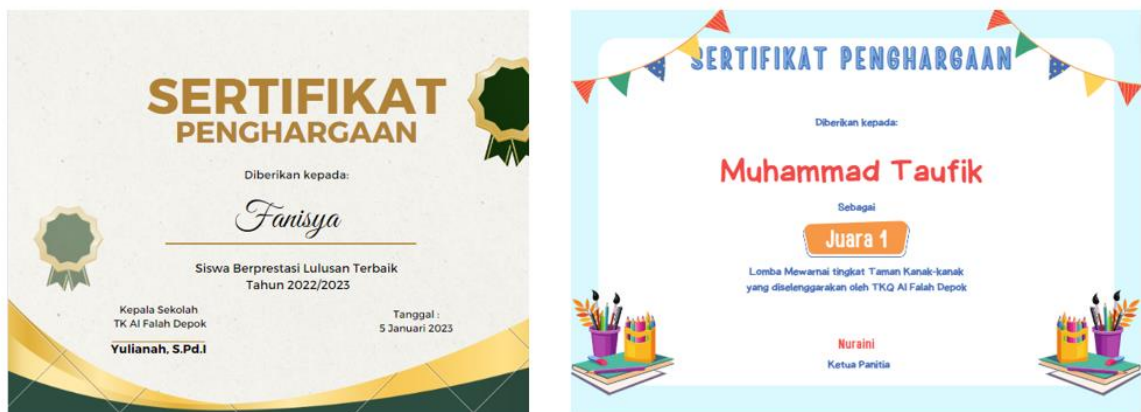 SERTIFIKAT
PENGHARGAAN
Diberikan kepada:
Fanisya
Siswa Berprestasi Lulusan Terbaik
Tahun 2022/2023
Kepala Sekolah
TK Al Falah Depok
Yulianah, S.Pd.I
Tanggal :
5 Januari 2023
SERTIFIKAT PENGHARGAAN
Diberikan kepada:
Muhammad Taufik
Sebagai
Juara 1
Lomba Mewarnai tingkat Taman Kanak-kanak
yang diselenggarakan oleh TKQ Al Falah Depok
Nuraini
Ketua Panitia